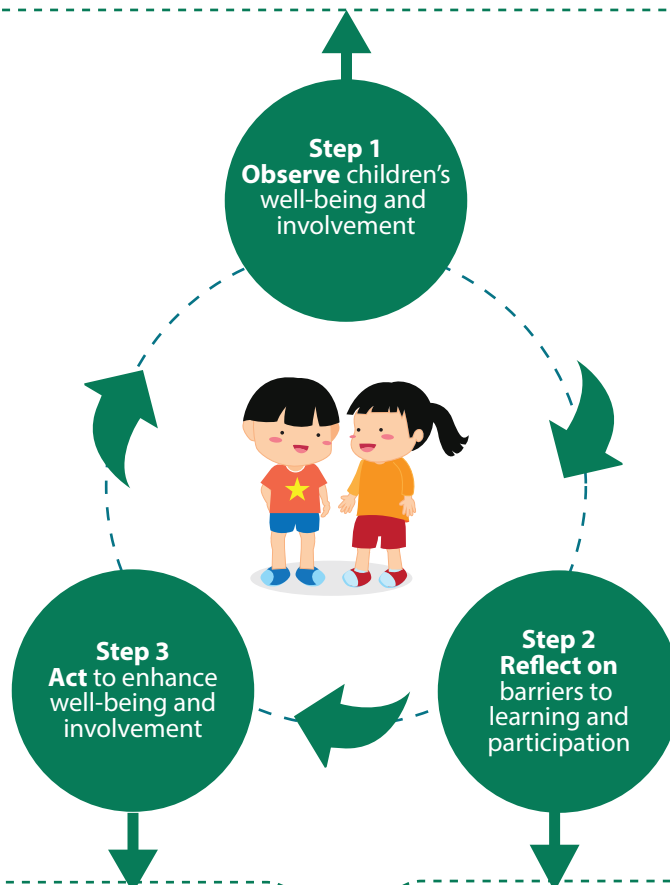 Step 1
Observe children's
well-being and
involvement
Step 2
Reflect on
barriers to
learning and
participation
Step 3
Act to enhance
well-being and
involvement